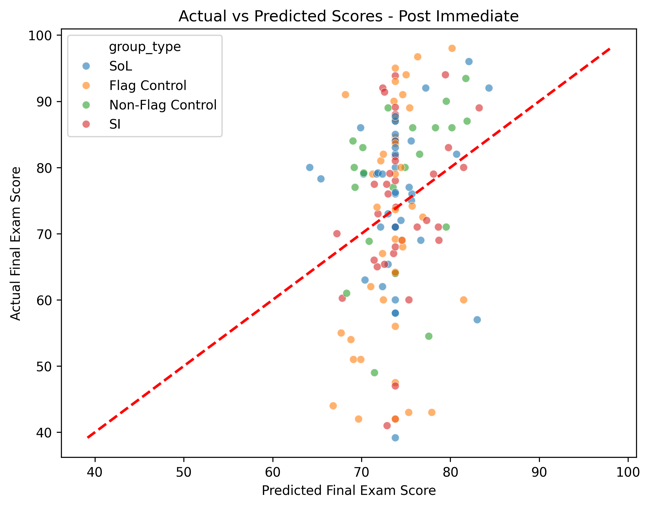 Actual vs Predicted Scores - Post Immediate
group_type
SoL
Flag Control
Non-Flag Control
SI
Actual Final Exam Score
100
90
80
70
60
50
40
40
50
60
70
80
90
100
Predicted Final Exam Score